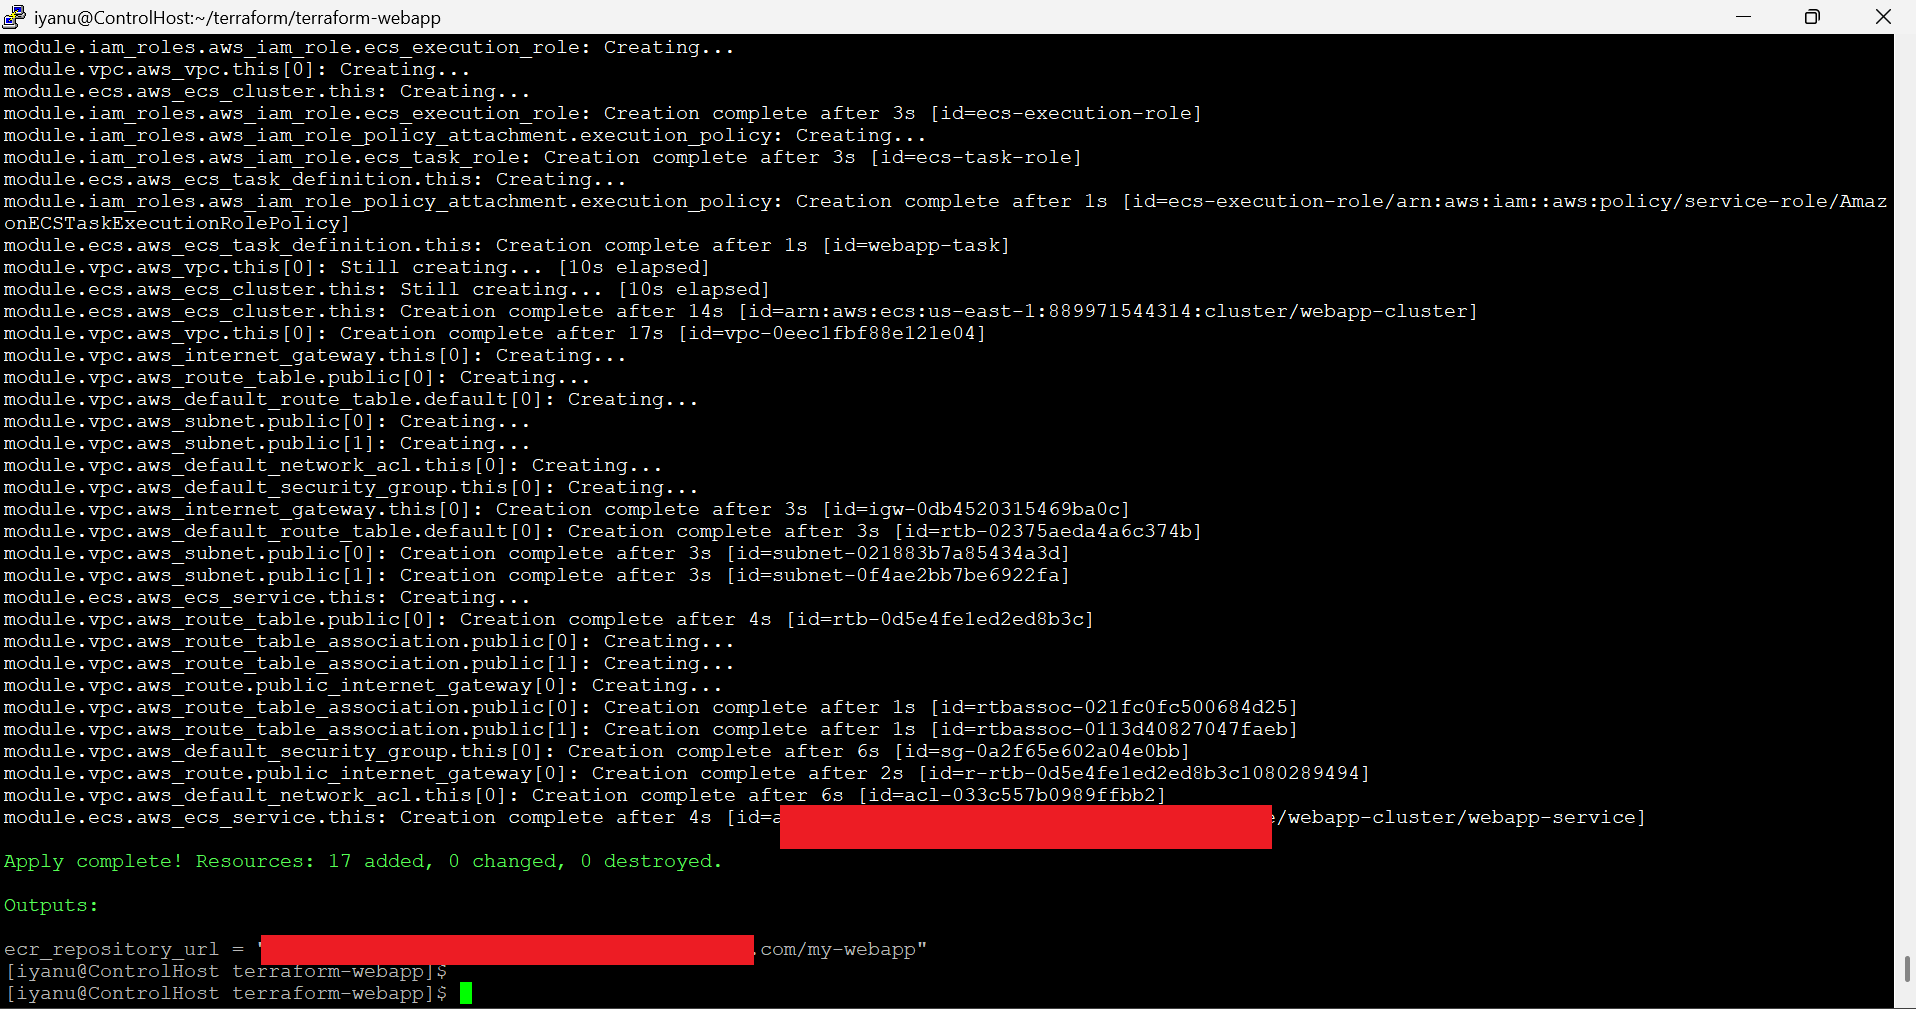 iyanu@ControlHost:~/terraform/terraform-webapp
module.iam_roles.aws_iam_role.ecs_execution_role: Creating...
module.vpc.aws_vpc.this[0]: Creating...
module.ecs.aws_ecs_cluster.this: Creating...
module.iam_roles.aws_iam_role.ecs_execution_role: Creation complete after 3s [id=ecs-execution-role]
module.iam_roles.aws_iam_role_policy_attachment.execution_policy: Creating...
module.iam_roles.aws_iam_role.ecs_task_role: Creation complete after 3s [id=ecs-task-role]
module.ecs.aws_ecs_task_definition.this: Creating...
module.iam_roles.aws_iam_role_policy_attachment.execution_policy: Creation complete after 1s [id=ecs-execution-role/arn:aws:iam::aws:policy/service-role/Amaz
onECSTaskExecutionRolePolicy]
module.ecs.aws_ecs_task_definition.this: Creation complete after 1s [id=webapp-task]
module.vpc.aws_vpc.this[0]: Still creating... [10s elapsed]
module.ecs.aws_ecs_cluster.this: Still creating... [10s elapsed]
module.ecs.aws_ecs_cluster.this: Creation complete after 14s [id=arn:aws:ecs:us-east-1:889971544314:cluster/webapp-cluster]
module.vpc.aws_vpc.this[0]: Creation complete after 17s [id=vpc-0eec1fbf88e121e04]
module.vpc.aws_internet_gateway.this[0]: Creating...
module.vpc.aws_route_table.public[0]: Creating...
module.vpc.aws_default_route_table.default[0]: Creating...
module.vpc.aws_subnet.public[0]: Creating...
module.vpc.aws_subnet.public[1]: Creating...
module.vpc.aws_default_network_acl.this[0]: Creating...
module.vpc.aws_default_security_group.this[0]: Creating...
module.vpc.aws_internet_gateway.this[0]: Creation complete after 3s [id=igw-0db4520315469ba0c]
module.vpc.aws_default_route_table.default[0]: Creation complete after 3s [id=rtb-02375aeda4a6c374b]
module.vpc.aws_subnet.public[0]: Creation complete after 3s [id=subnet-021883b7a85434a3d]
module.vpc.aws_subnet.public[1]: Creation complete after 3s [id=subnet-0f4ae2bb7be6922fa]
module.ecs.aws_ecs_service.this: Creating...
module.vpc.aws_route_table.public[0]: Creation complete after 4s [id=rtb-0d5e4fe1ed2ed8b3c]
module.vpc.aws_route_table_association.public[0]: Creating...
module.vpc.aws_route_table_association.public[1]: Creating...
module.vpc.aws_route.public_internet_gateway[0]: Creating...
module.vpc.aws_route_table_association.public[0]: Creation complete after 1s [id=rtbassoc-021fc0fc500684d25]
module.vpc.aws_route_table_association.public[1]: Creation complete after 1s [id=rtbassoc-0113d40827047faeb]
module.vpc.aws_default_security_group.this[0]: Creation complete after 6s [id=sg-0a2f65e602a04e0bb]
module.vpc.aws_route.public_internet_gateway[0]: Creation complete after 2s [id=r-rtb-0d5e4fe1ed2ed8b3c1080289494]
module.vpc.aws_default_network_acl.this[0]: Creation complete after 6s [id=acl-033c557b0989ffbb2]
module.ecs.aws_ecs_service.this: Creation complete after 4s [id=a /webapp-cluster/webapp-service]
Apply complete! Resources: 17 added, 0 changed, 0 destroyed.
Outputs:
ecr_repository_url = " .com/my-webapp"
[iyanu@ControlHost terraform-webapp]$
[iyanu@ControlHost terraform-webapp]$